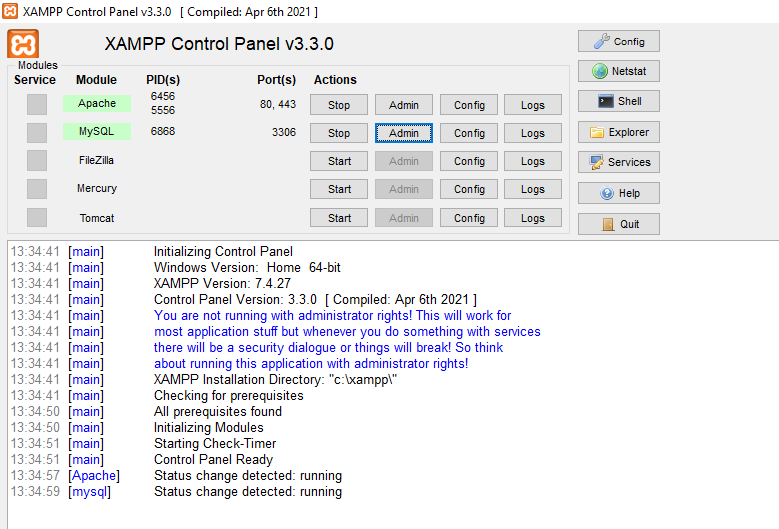 XAMPP Control Panel v3.3.0   [ Compiled: Apr 6th 2021 ]
XAMPP Control Panel v3.3.0
Config
Modules
Service Module PID(s) Port(s) Actions
Netstat
Apache 6456 5556 80, 443 Stop Admin Config Logs
Shell
MySQL 6868 3306 Stop Admin Config Logs
Explorer
FileZilla Start Admin Config Logs
Services
Mercury Start Admin Config Logs
Help
Tomcat Start Admin Config Logs
Quit
13:34:41 [main] Initializing Control Panel
13:34:41 [main] Windows Version:  Home  64-bit
13:34:41 [main] XAMPP Version: 7.4.27
13:34:41 [main] Control Panel Version: 3.3.0  [ Compiled: Apr 6th 2021 ]
13:34:41 [main] You are not running with administrator rights! This will work for
13:34:41 [main] most application stuff but whenever you do something with services
13:34:41 [main] there will be a security dialogue or things will break! So think
13:34:41 [main] about running this application with administrator rights!
13:34:41 [main] XAMPP Installation Directory: "c:\xampp\"
13:34:41 [main] Checking for prerequisites
13:34:50 [main] All prerequisites found
13:34:50 [main] Initializing Modules
13:34:51 [main] Starting Check-Timer
13:34:51 [main] Control Panel Ready
13:34:57 [Apache] Status change detected: running
13:34:59 [mysql] Status change detected: running